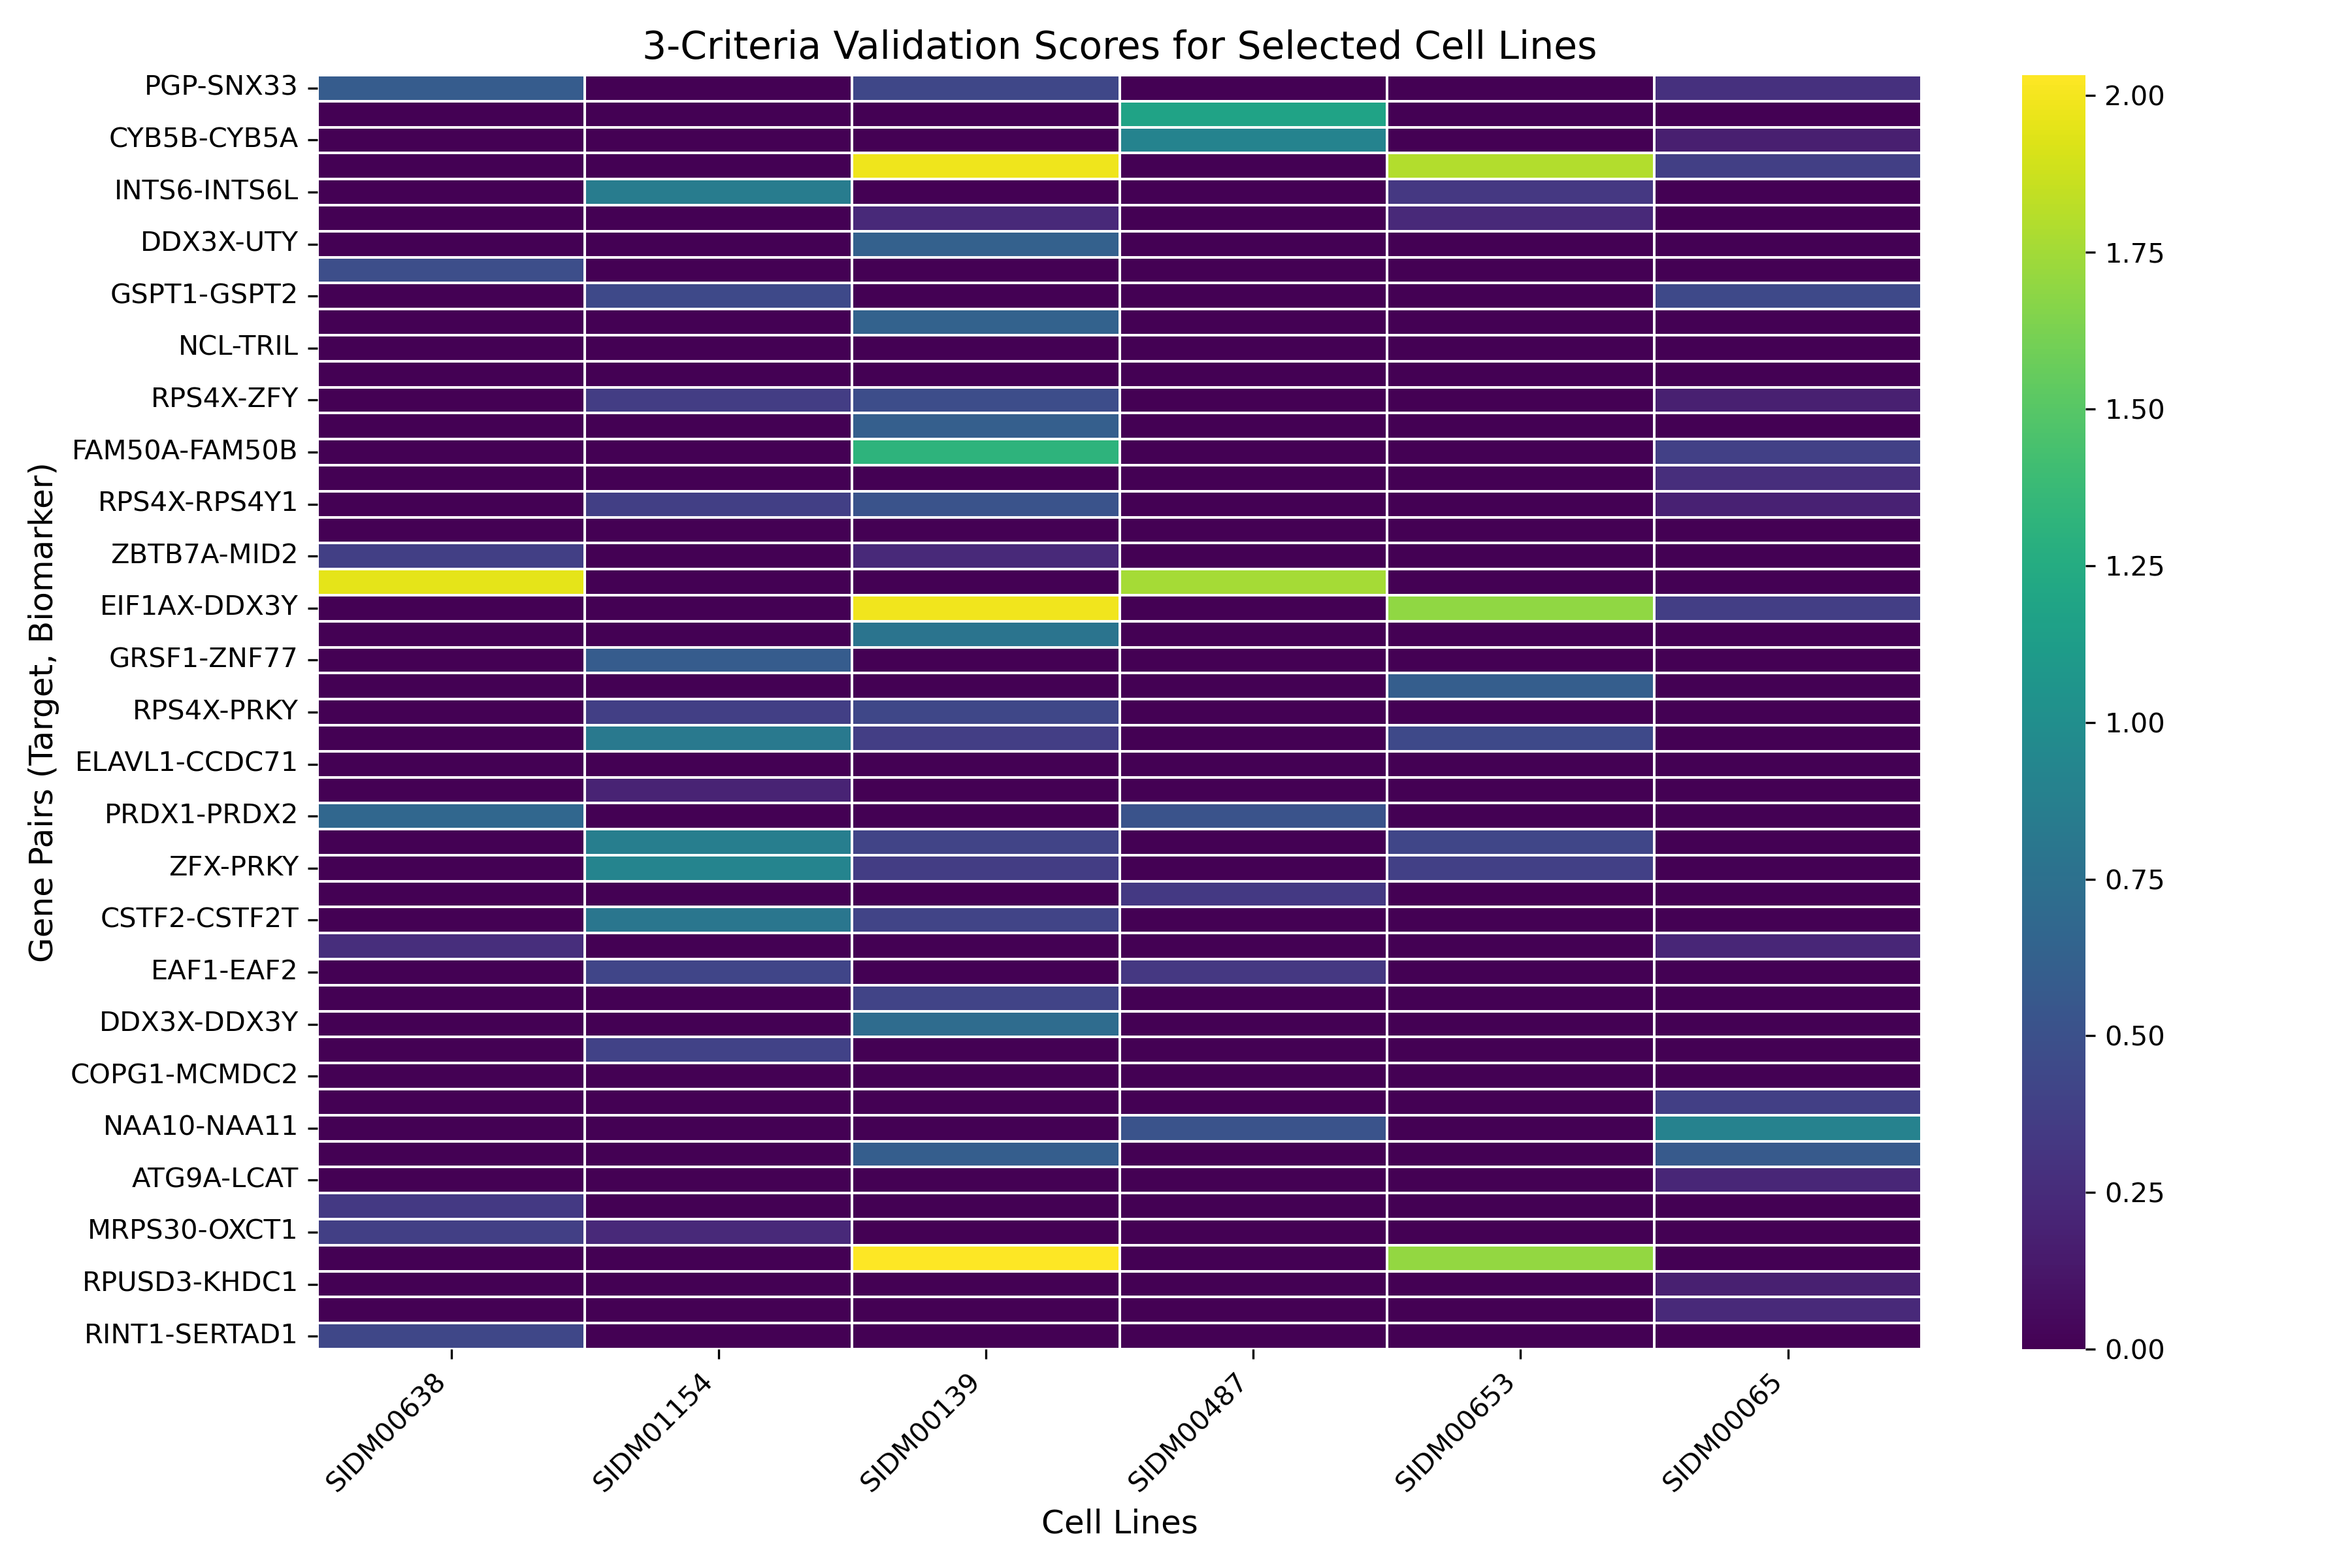 3-Criteria Validation Scores for Selected Cell Lines
Gene Pairs (Target, Biomarker)
PGP-SNX33
CYB5B-CYB5A
INTS6-INTS6L
DDX3X-UTY
GSPT1-GSPT2
NCL-TRIL
RPS4X-ZFY
FAM50A-FAM50B
RPS4X-RPS4Y1
ZBTB7A-MID2
EIF1AX-DDX3Y
GRSF1-ZNF77
RPS4X-PRKY
ELAVL1-CCDC71
PRDX1-PRDX2
ZFX-PRKY
CSTF2-CSTF2T
EAF1-EAF2
DDX3X-DDX3Y
COPG1-MCMDC2
NAA10-NAA11
ATG9A-LCAT
MRPS30-OXCT1
RPUSD3-KHDC1
RINT1-SERTAD1
SIDM00638
SIDM01154
SIDM00139
SIDM00487
SIDM00653
SIDM00065
Cell Lines
2.00
1.75
1.50
1.25
1.00
0.75
0.50
0.25
0.00